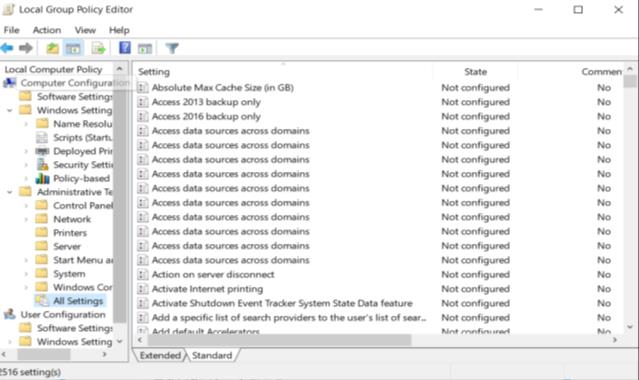 Local Group Policy Editor
File Action View Help
Local Computer Policy
Computer Configuration
Software Settings
Windows Setting
Name Resolu
Scripts (Startu
Deployed Prin
Security Settin
Policy-based
Administrative Te
Control Panel
Network
Printers
Server
Start Menu an
System
Windows Cor
All Settings
User Configuration
Software Settings
Windows Setting
Setting State Commen
Absolute Max Cache Size (in GB) Not configured No
Access 2013 backup only Not configured No
Access 2016 backup only Not configured No
Access data sources across domains Not configured No
Access data sources across domains Not configured No
Access data sources across domains Not configured No
Access data sources across domains Not configured No
Access data sources across domains Not configured No
Access data sources across domains Not configured No
Access data sources across domains Not configured No
Access data sources across domains Not configured No
Access data sources across domains Not configured No
Access data sources across domains Not configured No
Action on server disconnect Not configured No
Activate Internet printing Not configured No
Activate Shutdown Event Tracker System State Data feature Not configured No
Add a specific list of search providers to the user's list of sear... Not configured No
Add default Accelerators Not configured No
Extended Standard
2516 setting(s)